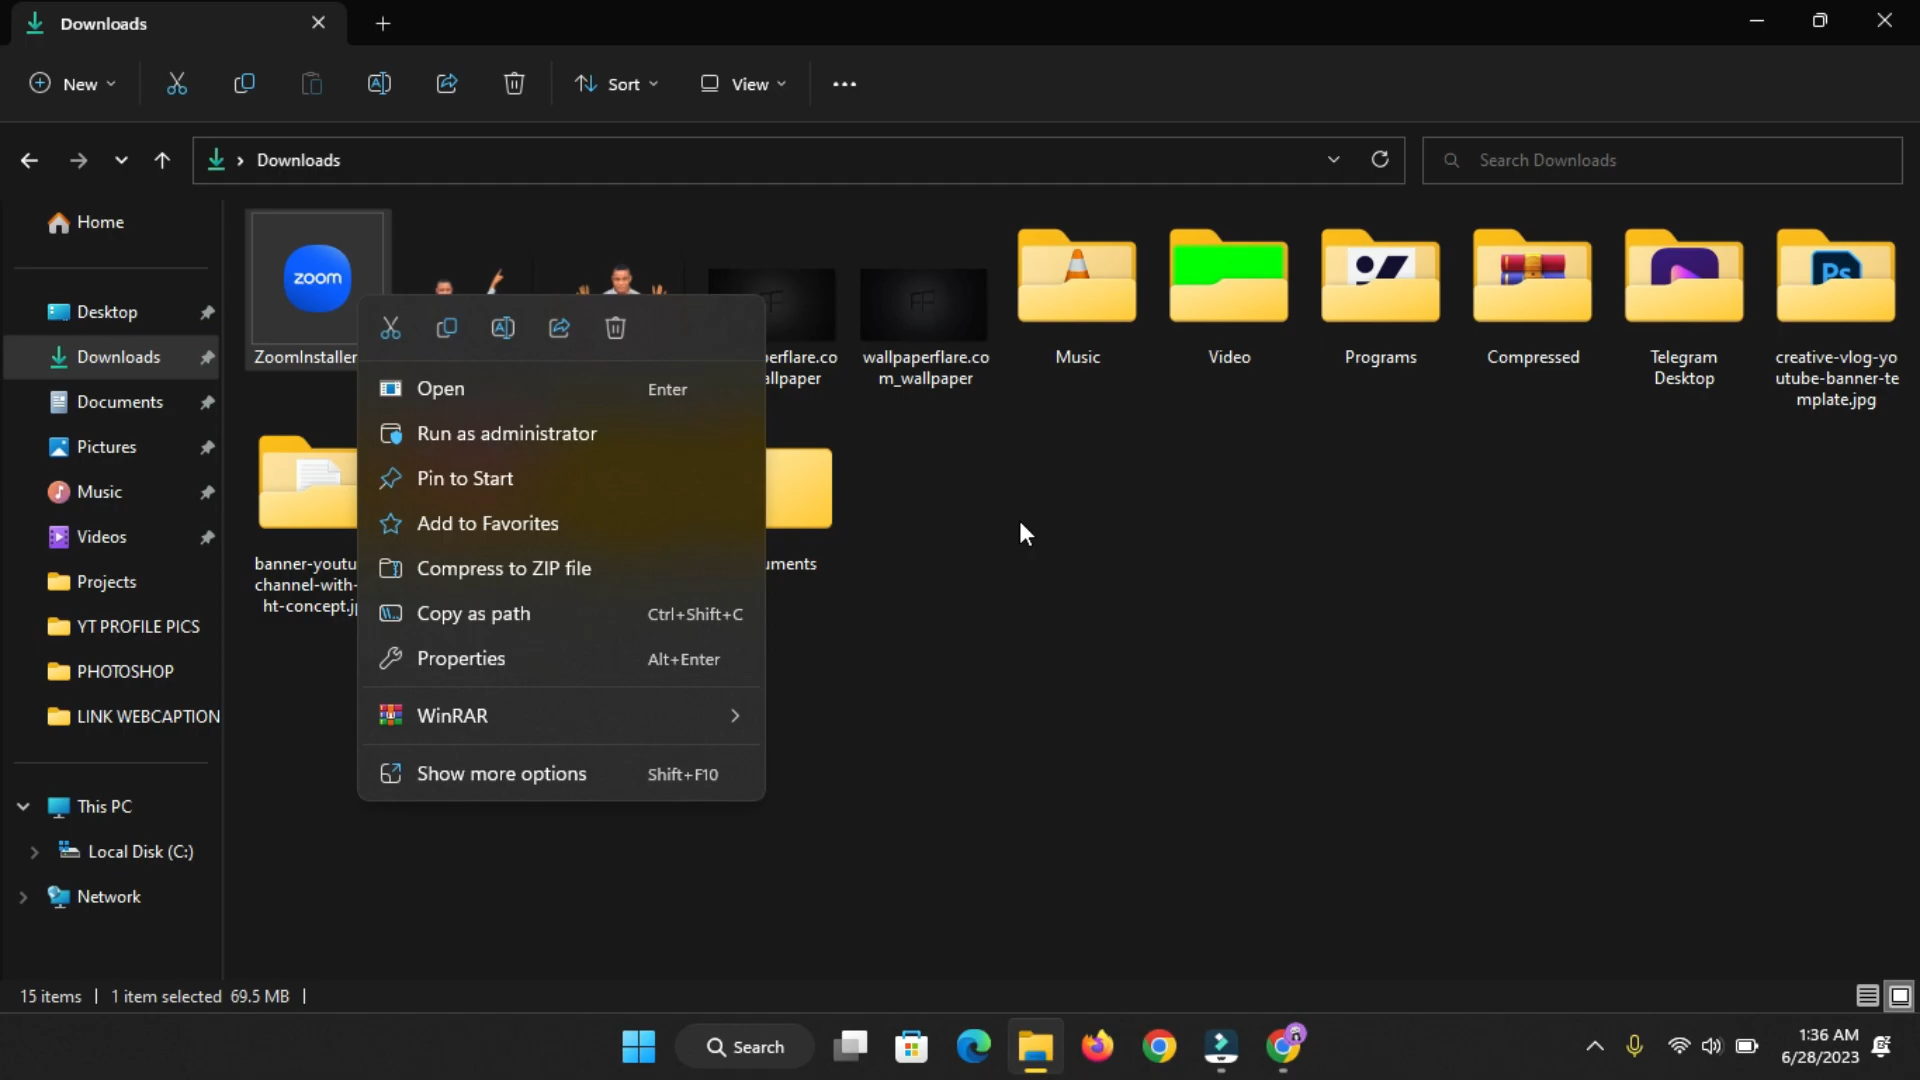 Downloads
New
Sort
View
Downloads
Search Downloads
Home
Desktop
Downloads
Documents
Pictures
Music
Videos
Projects
YT PROFILE PICS
PHOTOSHOP
LINK WEBCAPTION
This PC
Local Disk (C:)
Network
zoom
ZoomInstaller
erflare.co
allpaper
wallpaperflare.co
m_wallpaper
Music
Video
Programs
Compressed
Telegram
Desktop
Ps
creative-vlog-yo
utube-banner-te
mplate.jpg
banner-youtu
channel-with-
ht-concept.j
uments
Open Enter
Run as administrator
Pin to Start
Add to Favorites
Compress to ZIP file
Copy as path Ctrl+Shift+C
Properties Alt+Enter
WinRAR
Show more options Shift+F10
15 items
1 item selected 69.5 MB
Search
1:36 AM
6/28/2023